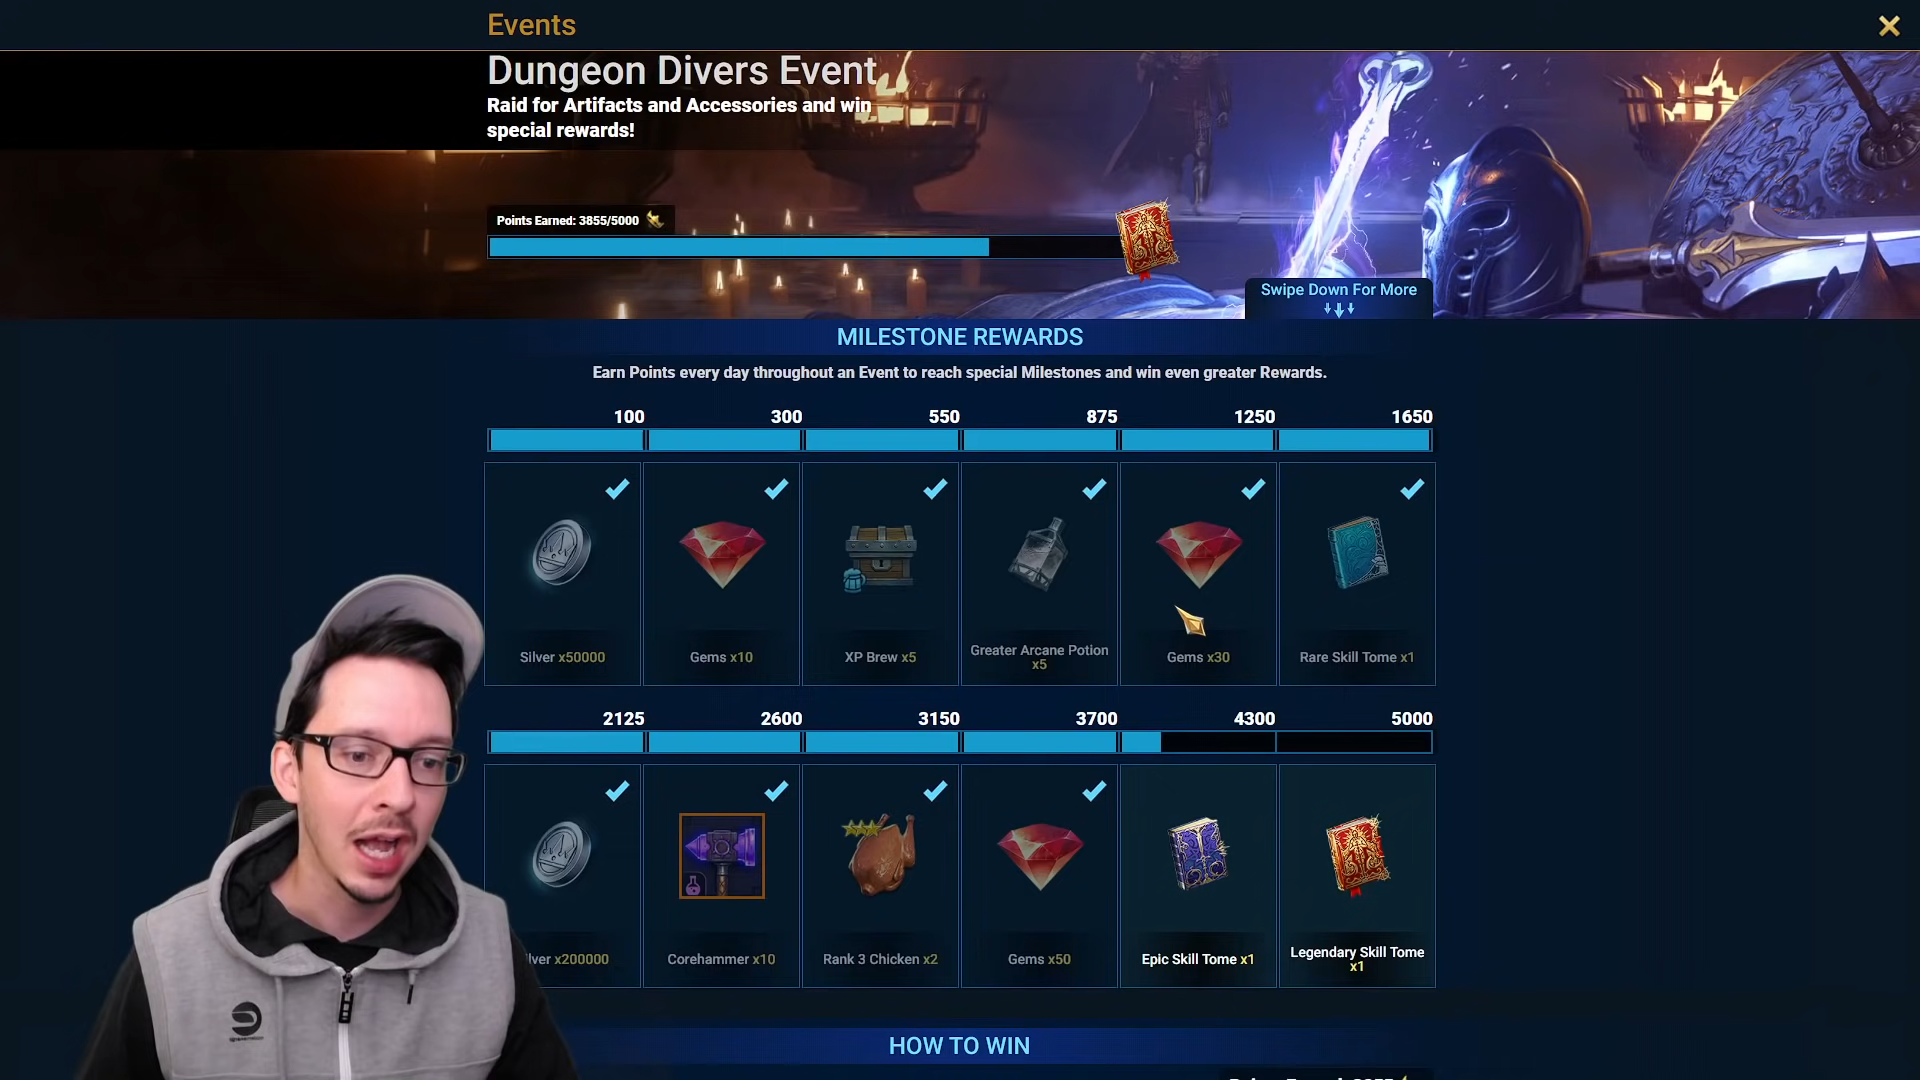 Events
Dungeon Divers Event
Raid for Artifacts and Accessories and win
special rewards!
Points Earned: 3855/5000
Swipe Down For More
MILESTONE REWARDS
Earn Points every day throughout an Event to reach special Milestones and win even greater Rewards.
100 300 550 875 1250 1650
Silver x50000
Gems x10
XP Brew x5
Greater Arcane Potion
x5
Gems x30
Rare Skill Tome x1
2125 2600 3150 3700 4300 5000
lver x200000
Corehammer x10
Rank 3 Chicken x2
Gems x50
Epic Skill Tome x1
Legendary Skill Tome
x1
HOW TO WIN